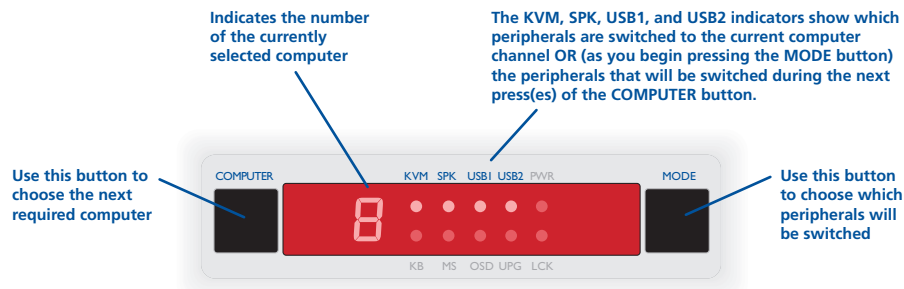 Indicates the number
of the currently
selected computer
The KVM, SPK, USB1, and USB2 indicators show which
peripherals are switched to the current computer
channel OR (as you begin pressing the MODE button)
the peripherals that will be switched during the next
press(es) of the COMPUTER button.
Use this button to
choose the next
required computer
COMPUTER
KVM SPK USB1 USB2 PWR
MODE
8
KB MS OSD UPG LCK
Use this button
to choose which
peripherals will
be switched